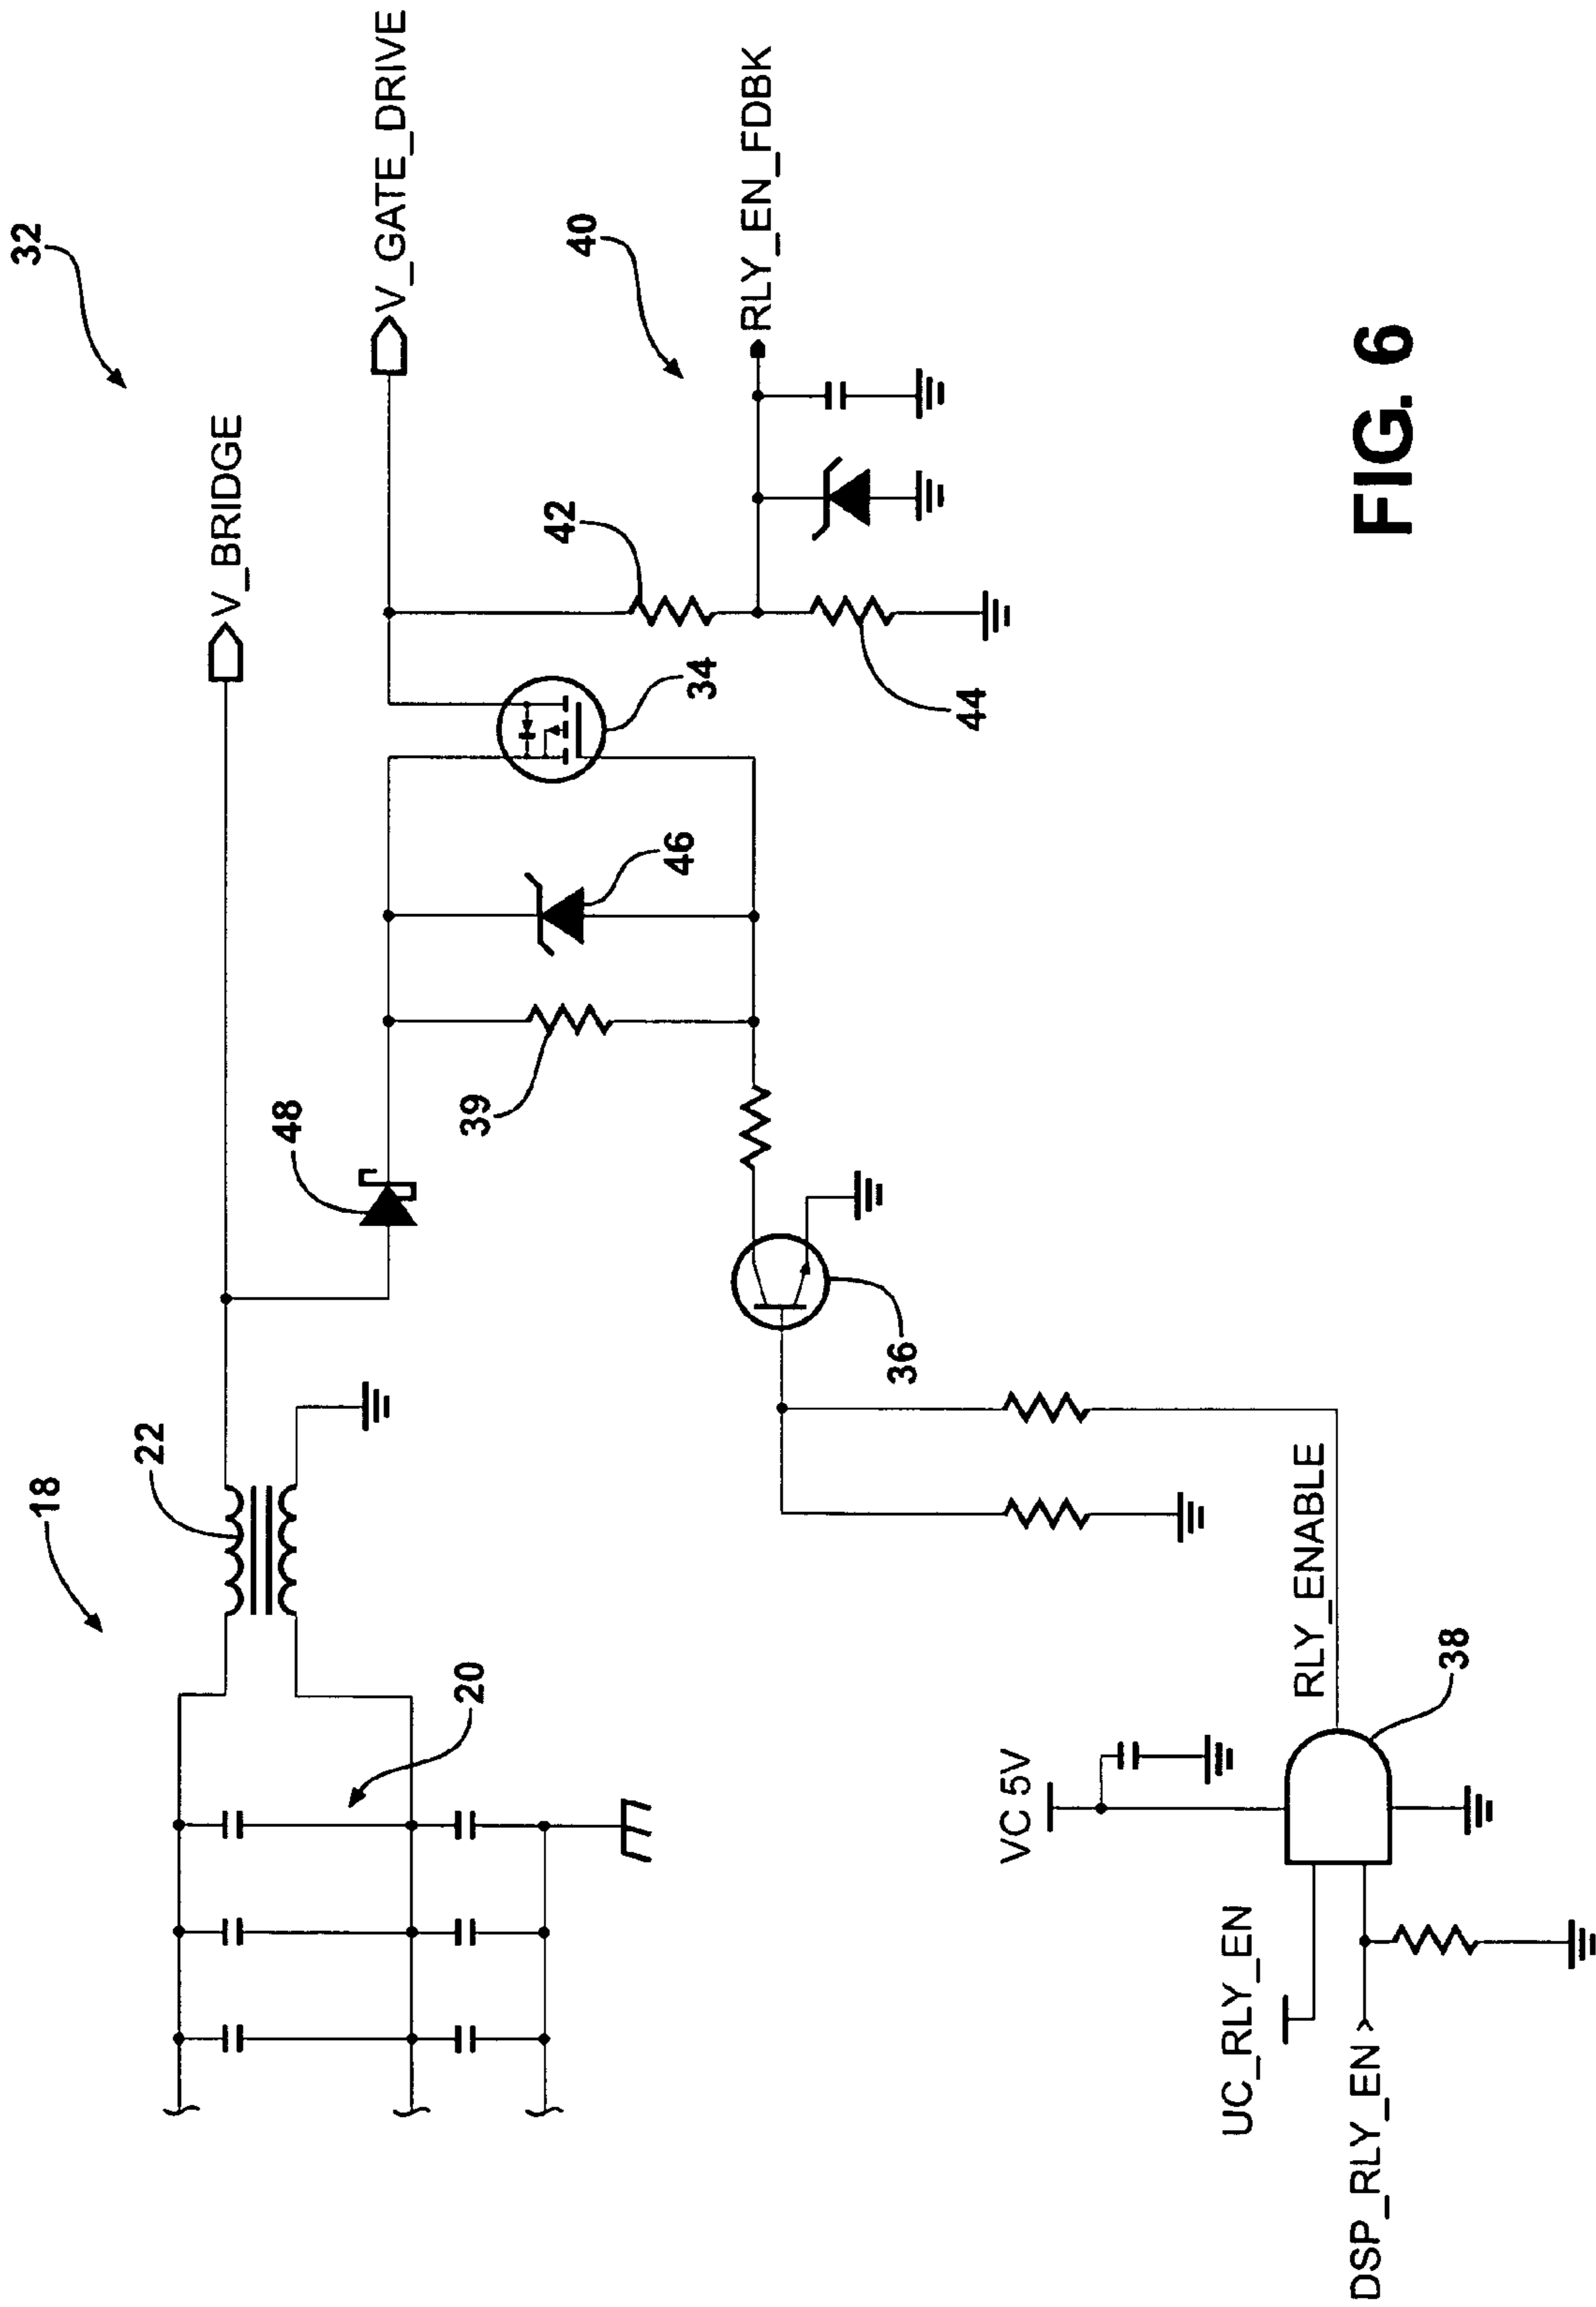 32
V_BRIDGE
V_GATE_DRIVE
18
22
48
40
42
RLY_EN_FDBK
34
46
39
44
20
36
RLY_ENABLE
VC 5V
38
UC_RLY_EN
DSP_RLY_EN
FIG. 6